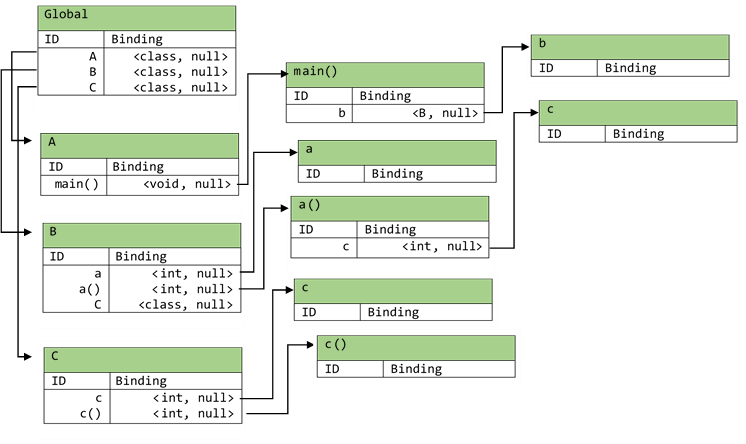 Global
ID Binding
A <class, null>
B <class, null>
C <class, null>
A
ID Binding
main() <void, null>
B
ID Binding
a <int, null>
a() <int, null>
C <class, null>
C
ID Binding
c <int, null>
c() <int, null>
main()
ID Binding
b <B, null>
a
ID Binding
a()
ID Binding
c <int, null>
c
ID Binding
c()
ID Binding
b
ID Binding
c
ID Binding